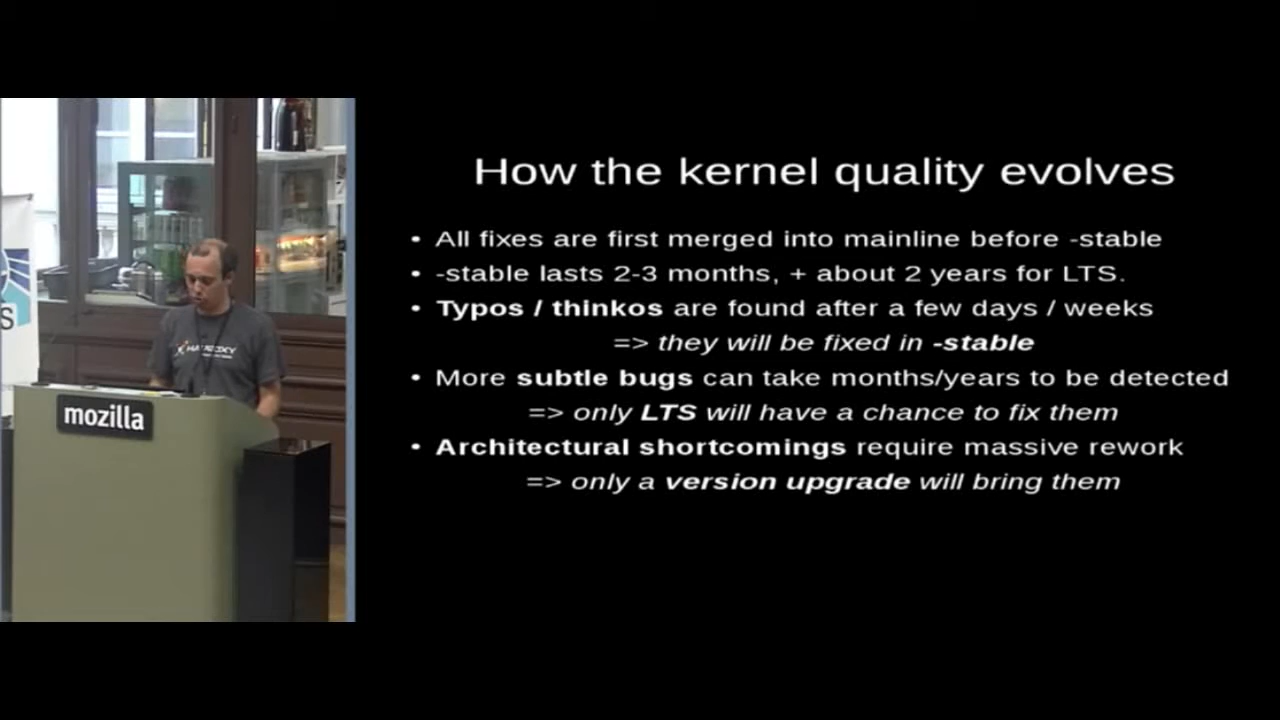 How the kernel quality evolves
• All fixes are first merged into mainline before -stable
• -stable lasts 2-3 months, + about 2 years for LTS.
• Typos / thinkos are found after a few days / weeks
=> they will be fixed in -stable
• More subtle bugs can take months/years to be detected
=> only LTS will have a chance to fix them
• Architectural shortcomings require massive rework
=> only a version upgrade will bring them
S
HAPROXY
mozilla